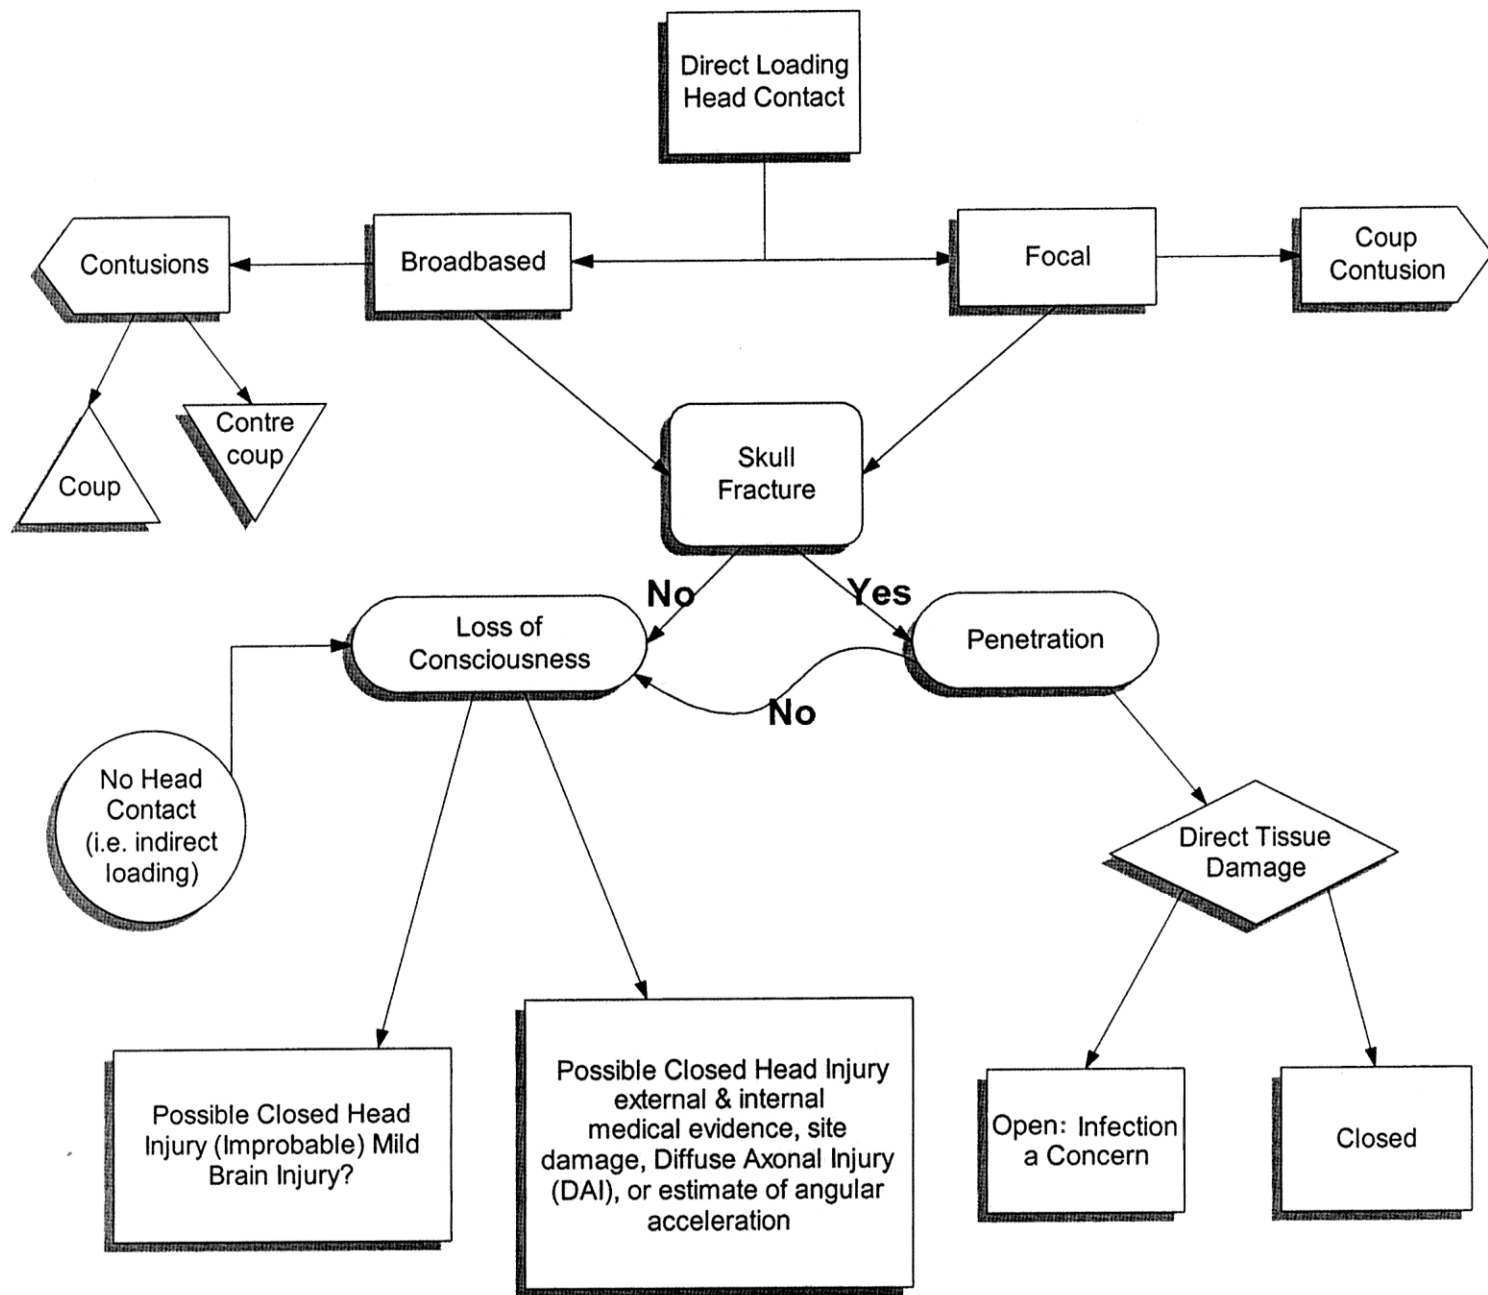 Direct Loading
Head Contact
Contusions
Broadbased
Focal
Coup
Contusion
Coup
Contre
coup
Skull
Fracture
No
Yes
Loss of
Consciousness
Penetration
No
No Head
Contact
(i.e. indirect
loading)
Direct Tissue
Damage
Possible Closed Head
Injury (Improbable) Mild
Brain Injury?
Possible Closed Head Injury
external & internal
medical evidence, site
damage, Diffuse Axonal Injury
(DAI), or estimate of angular
acceleration
Open: Infection
a Concern
Closed